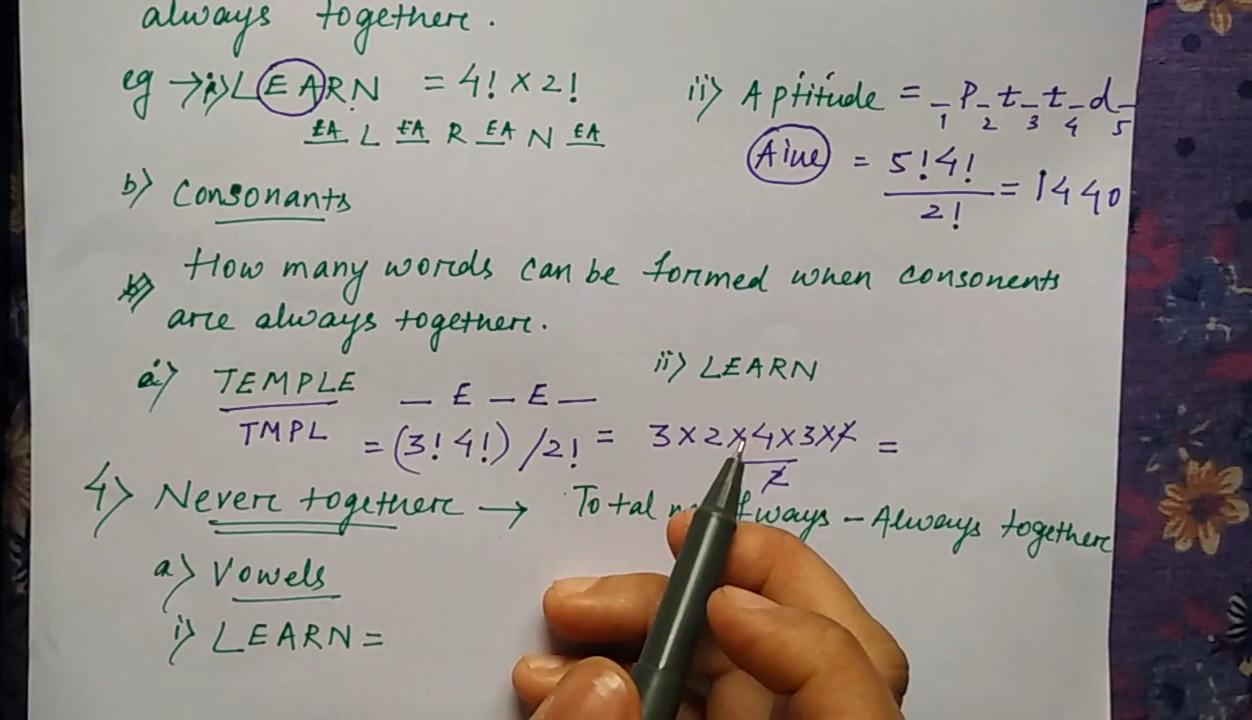 always together.
eg → i) LEARN = 4! × 2!
EA L EA R EA N EA
ii) Aptitude = _ P _ t _ t _ d _
1 2 3 4 5
Aiue = 5!4! / 2! = 1440
b) Consonants
How many words can be formed when consonents
are always together.
i) TEMPLE _ E _ E _
TMPL = (3! 4!) / 2! = 3×2×4×3×2 / 2 =
ii) LEARN
4) Never together → Total ways – Always together
a) Vowels
i) LEARN =